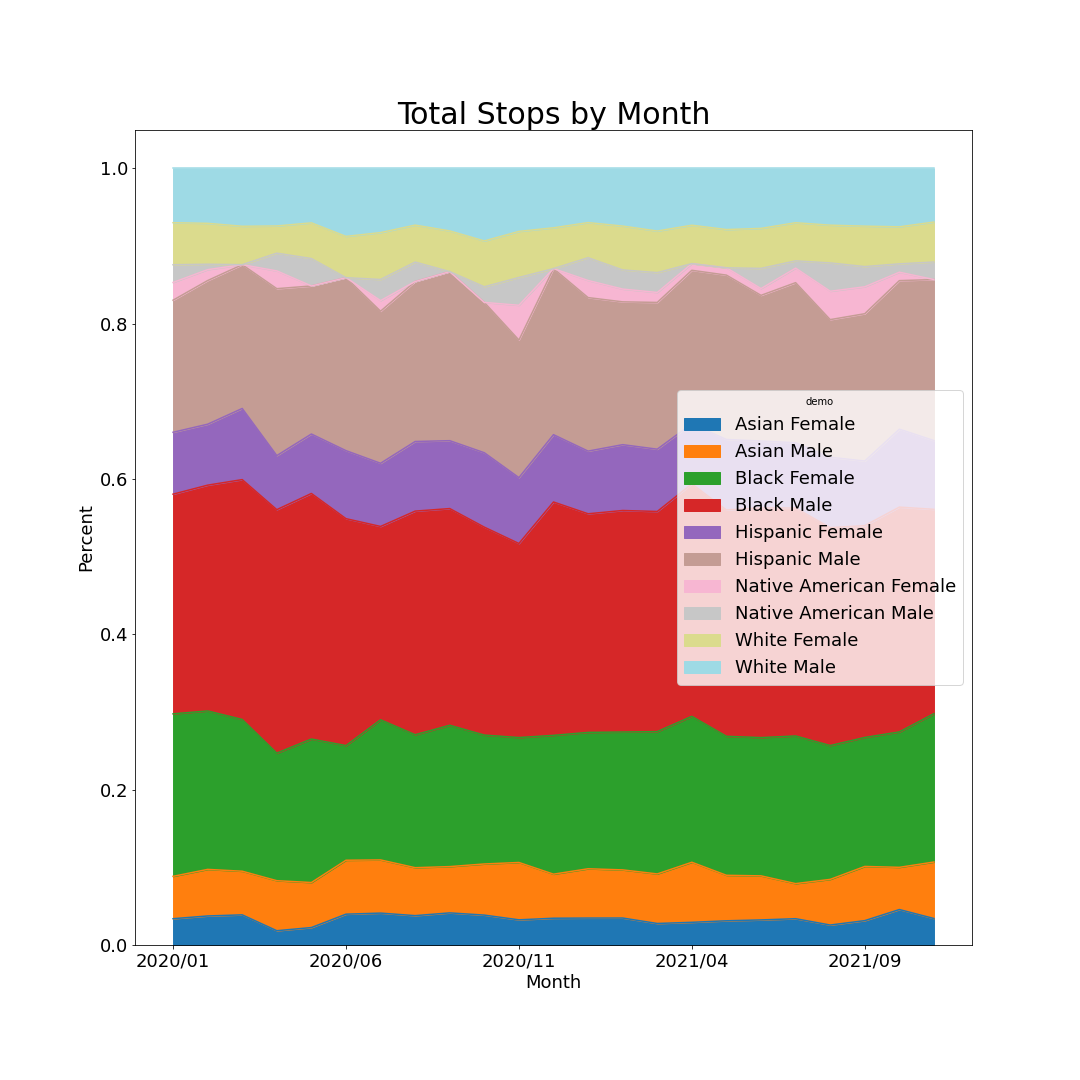 Total Stops by Month
1.0
0.8
0.6
0.4
0.2
0.0
Percent
demo
Asian Female
Asian Male
Black Female
Black Male
Hispanic Female
Hispanic Male
Native American Female
Native American Male
White Female
White Male
2020/01 2020/06 2020/11 2021/04 2021/09
Month